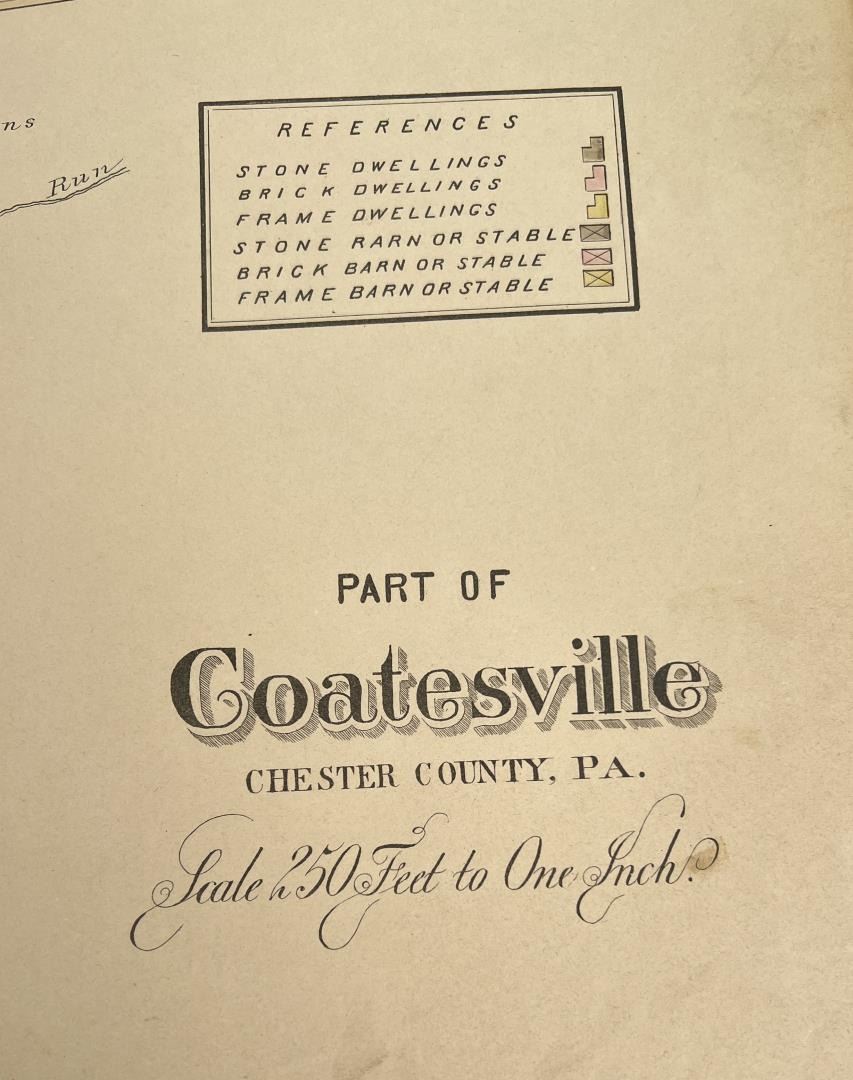 ns
Run
REFERENCES
STONE DWELLINGS
BRICK DWELLINGS
FRAME DWELLINGS
STONE RARN OR STABLE
BRICK BARN OR STABLE
FRAME BARN OR STABLE
PART OF
Coatesville
CHESTER COUNTY, PA.
Scale 250 Feet to One Inch.